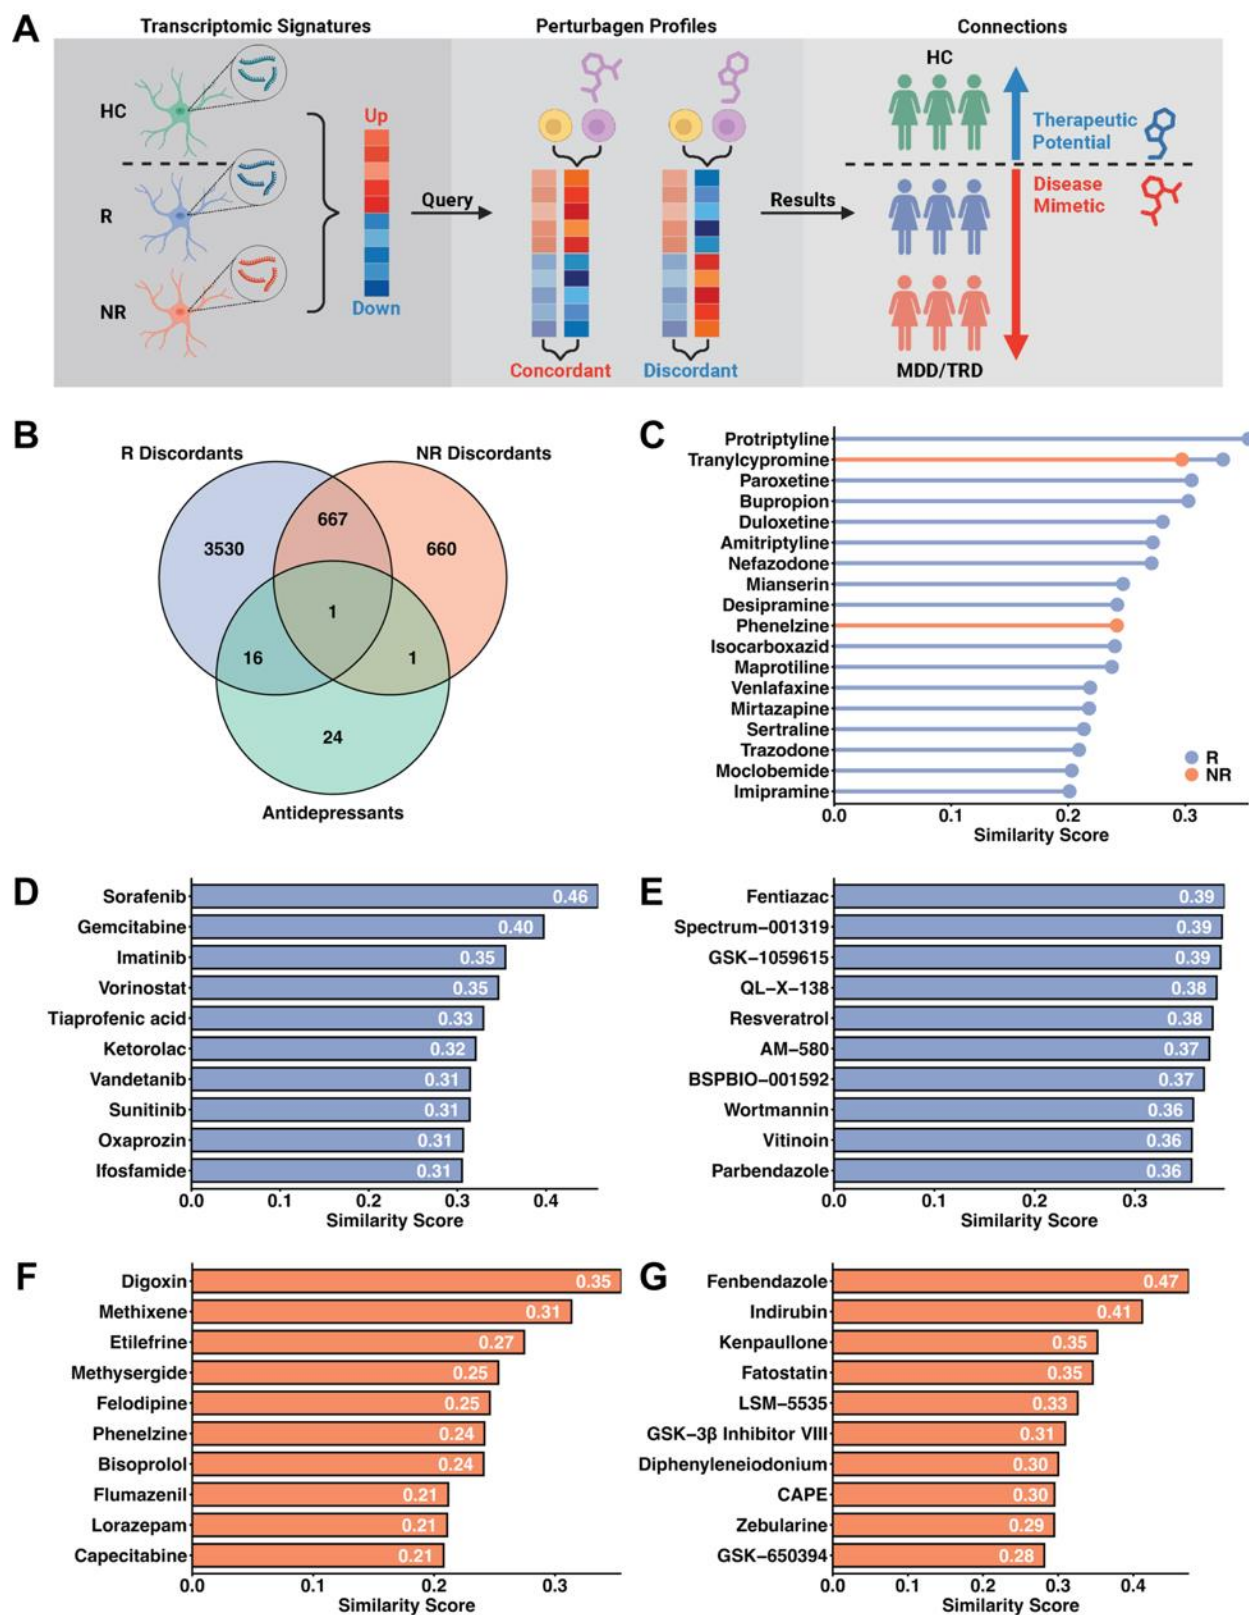 A
Transcriptomic Signatures
Perturbagen Profiles
Connections
HC
R
NR
Up
Down
Query
Concordant
Discordant
Results
HC
Therapeutic
Potential
Disease
Mimetic
MDD/TRD
B
R Discordants
NR Discordants
3530
667
660
1
16
1
24
Antidepressants
C
Protriptyline
Tranylcypromine
Paroxetine
Bupropion
Duloxetine
Amitriptyline
Nefazodone
Mianserin
Desipramine
Phenelzine
Isocarboxazid
Maprotiline
Venlafaxine
Mirtazapine
Sertraline
Trazodone
Moclobemide
Imipramine
R
NR
0.0 0.1 0.2 0.3
Similarity Score
D
Sorafenib 0.46
Gemcitabine 0.40
Imatinib 0.35
Vorinostat 0.35
Tiaprofenic acid 0.33
Ketorolac 0.32
Vandetanib 0.31
Sunitinib 0.31
Oxaprozin 0.31
Ifosfamide 0.31
0.0 0.1 0.2 0.3 0.4
Similarity Score
E
Fentiazac 0.39
Spectrum−001319 0.39
GSK−1059615 0.39
QL−X−138 0.38
Resveratrol 0.38
AM−580 0.37
BSPBIO−001592 0.37
Wortmannin 0.36
Vitinoin 0.36
Parbendazole 0.36
0.0 0.1 0.2 0.3
Similarity Score
F
Digoxin 0.35
Methixene 0.31
Etilefrine 0.27
Methysergide 0.25
Felodipine 0.25
Phenelzine 0.24
Bisoprolol 0.24
Flumazenil 0.21
Lorazepam 0.21
Capecitabine 0.21
0.0 0.1 0.2 0.3
Similarity Score
G
Fenbendazole 0.47
Indirubin 0.41
Kenpaullone 0.35
Fatostatin 0.35
LSM−5535 0.33
GSK−3β Inhibitor VIII 0.31
Diphenyleneiodonium 0.30
CAPE 0.30
Zebularine 0.29
GSK−650394 0.28
0.0 0.1 0.2 0.3 0.4
Similarity Score